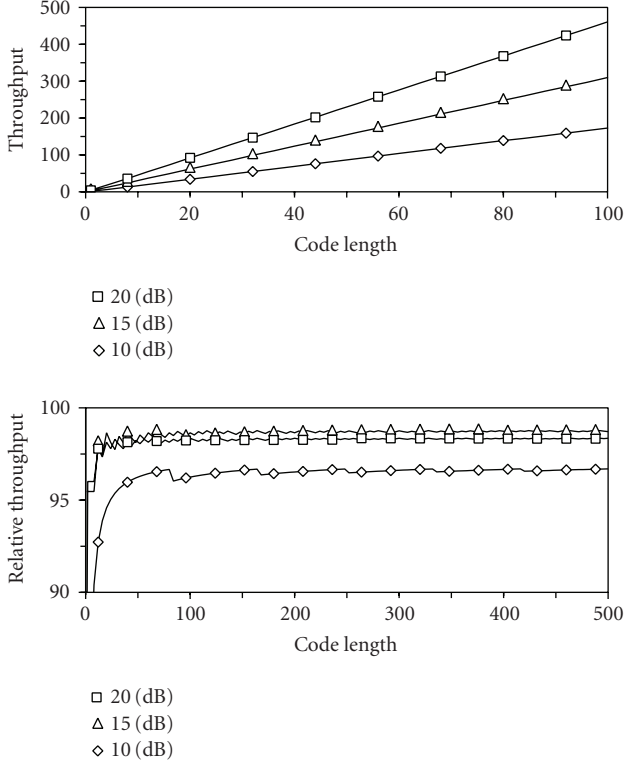 500
400
300
200
100
0
Throughput
0 20 40 60 80 100
Code length
20 (dB)
15 (dB)
10 (dB)
100
95
90
Relative throughput
0 100 200 300 400 500
Code length
20 (dB)
15 (dB)
10 (dB)